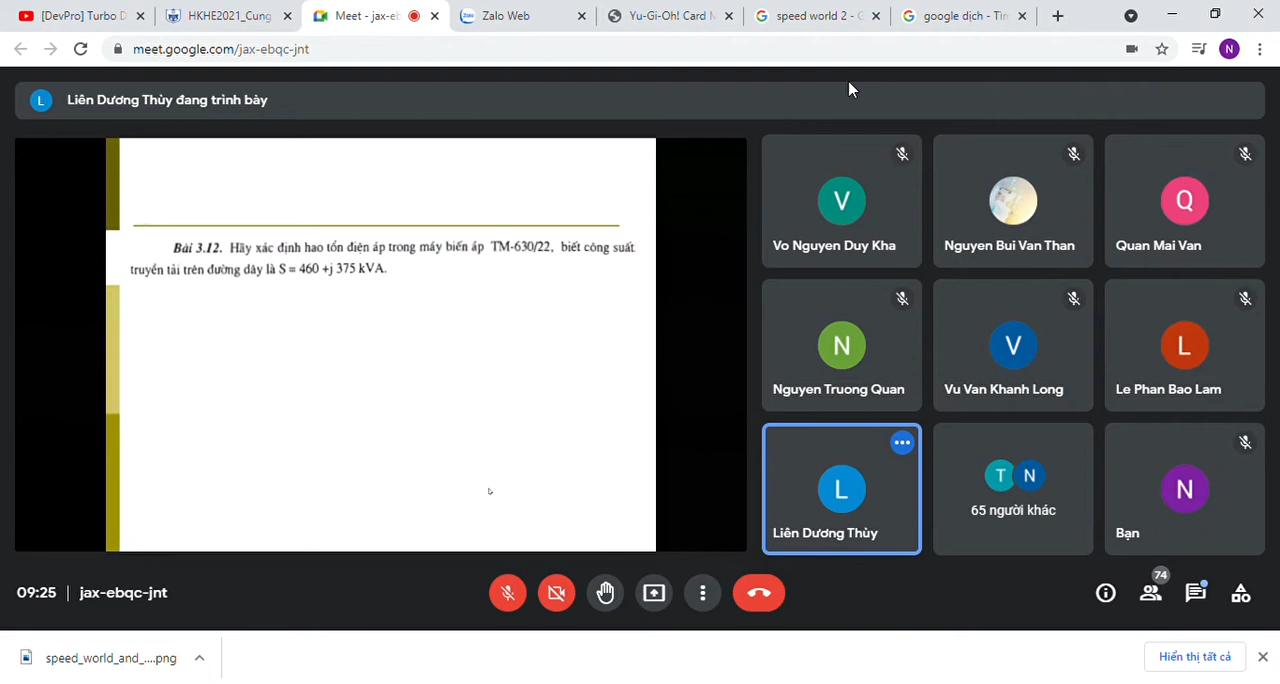 [DevPro] Turbo D
HKHE2021_Cung
Meet - jax-eb
Zalo Web
Yu-Gi-Oh! Card M
speed world 2 - G
google dịch - Tìm
meet.google.com/jax-ebqc-jnt
N
L
Liên Dương Thùy đang trình bày
Bài 3.12. Hãy xác định hao tổn điện áp trong máy biến áp TM-630/22, biết công suất
truyền tải trên đường dây là S = 460 +j 375 kVA.
V
Vo Nguyen Duy Kha
Nguyen Bui Van Than
Q
Quan Mai Van
N
Nguyen Truong Quan
V
Vu Van Khanh Long
L
Le Phan Bao Lam
L
Liên Dương Thùy
T N
65 người khác
N
Bạn
09:25 | jax-ebqc-jnt
74
speed_world_and_....png
Hiển thị tất cả